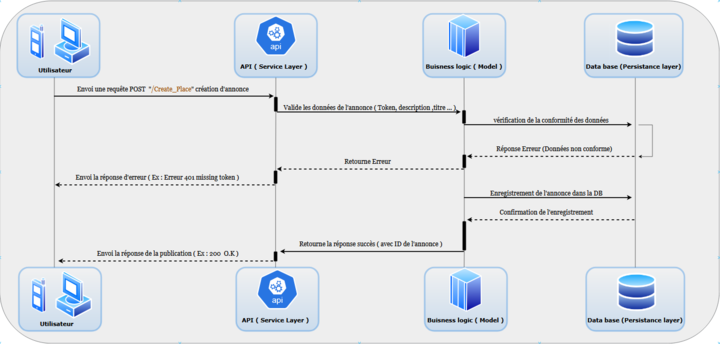 api
Utilisateur
API ( Service Layer )
Buisness logic ( Model )
Data base (Persistance layer)
Envoi une requête POST "/Create_Place" création d'annonce
Valide les données de l'annonce ( Token, description ,titre ... )
vérification de la conformité des données
Réponse Erreur (Données non conforme)
Retourne Erreur
Envoi la réponse d'erreur ( Ex : Erreur 401 missing token )
Enregistrement de l'annonce dans la DB
Confirmation de l'enregistrement
Retourne la réponse succès ( avec ID de l'annonce )
Envoi la réponse de la publication ( Ex : 200 O.K )
api
Utilisateur
API ( Service Layer )
Buisness logic ( Model )
Data base (Persistance layer)